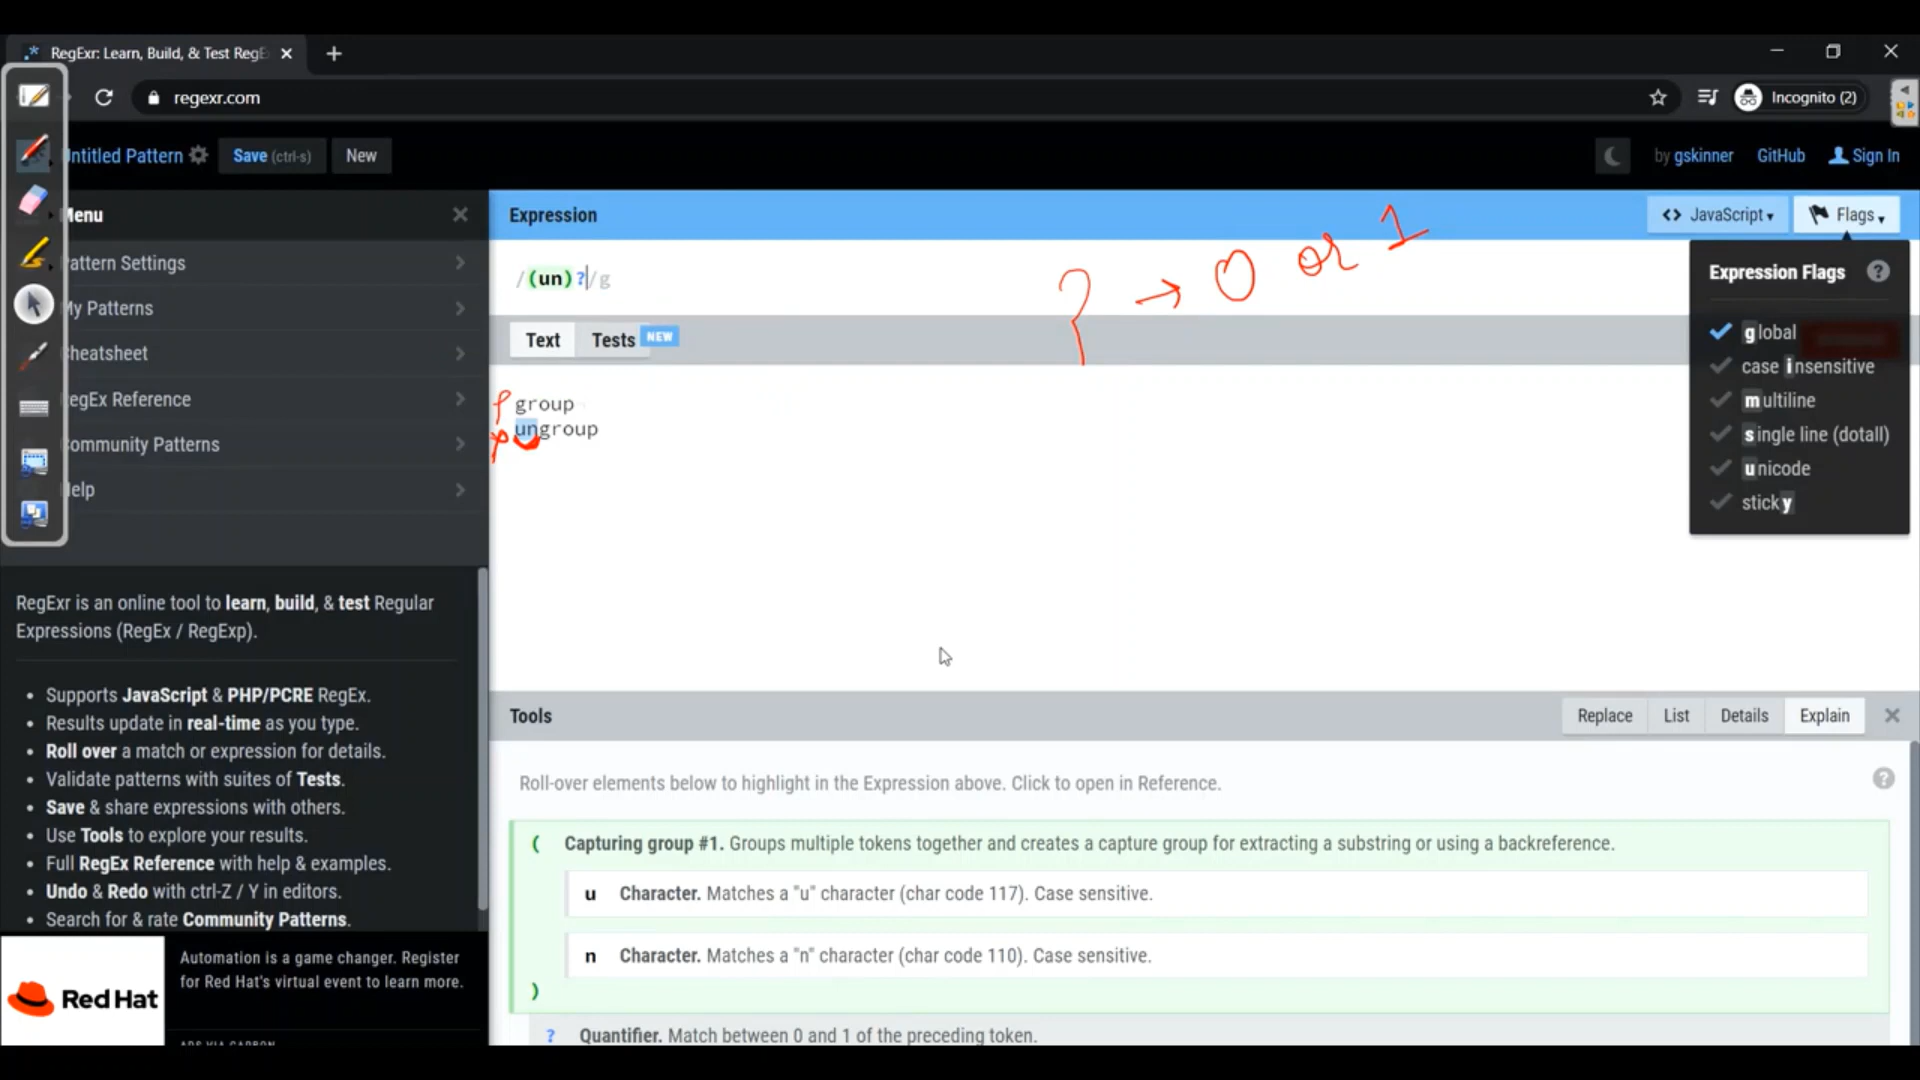 RegExr: Learn, Build, & Test RegE
regexr.com
Incognito (2)
ntitled Pattern
Save (ctrl-s)
New
by gskinner
GitHub
Sign In
Menu
Expression
JavaScript
Flags
attern Settings
My Patterns
Cheatsheet
RegEx Reference
Community Patterns
Help
/(un)?/g
? → 0 or 1
Text
Tests
NEW
group
ungroup
Expression Flags
global
case insensitive
multiline
single line (dotall)
unicode
sticky
RegExr is an online tool to learn, build, & test Regular
Expressions (RegEx / RegExp).
• Supports JavaScript & PHP/PCRE RegEx.
• Results update in real-time as you type.
• Roll over a match or expression for details.
• Validate patterns with suites of Tests.
• Save & share expressions with others.
• Use Tools to explore your results.
• Full RegEx Reference with help & examples.
• Undo & Redo with ctrl-Z / Y in editors.
• Search for & rate Community Patterns.
Red Hat
Automation is a game changer. Register
for Red Hat's virtual event to learn more.
ADS VIA CARBON
Tools
Replace
List
Details
Explain
Roll-over elements below to highlight in the Expression above. Click to open in Reference.
( Capturing group #1. Groups multiple tokens together and creates a capture group for extracting a substring or using a backreference.
u Character. Matches a "u" character (char code 117). Case sensitive.
n Character. Matches a "n" character (char code 110). Case sensitive.
)
? Quantifier. Match between 0 and 1 of the preceding token.